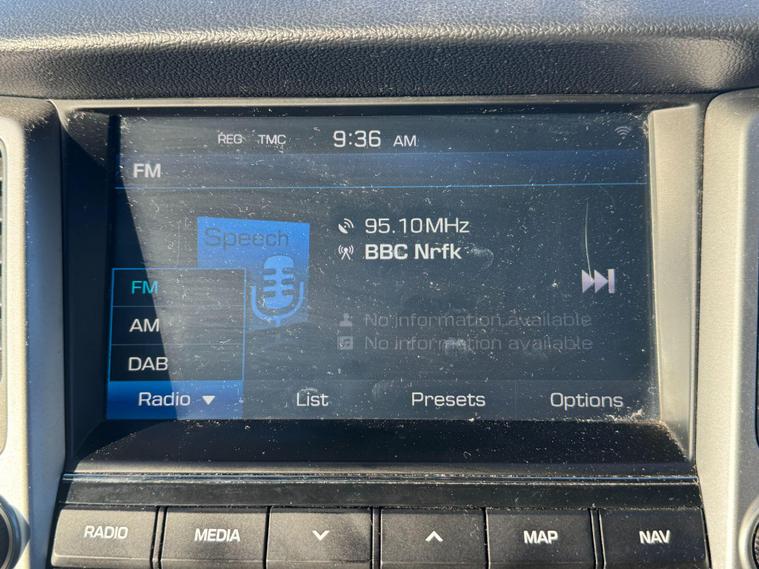 REG TMC 9:36 AM
FM
Speech
95.10MHz
BBC Nrfk
FM
AM
DAB
No information available
No information available
Radio List Presets Options
RADIO MEDIA MAP NAV